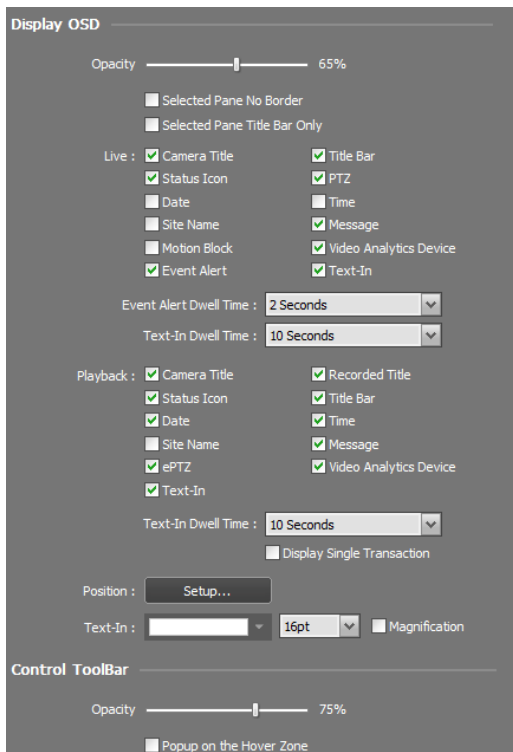 Display OSD
Opacity 65%
Selected Pane No Border
Selected Pane Title Bar Only
Live : Camera Title Title Bar
Status Icon PTZ
Date Time
Site Name Message
Motion Block Video Analytics Device
Event Alert Text-In
Event Alert Dwell Time : 2 Seconds
Text-In Dwell Time : 10 Seconds
Playback : Camera Title Recorded Title
Status Icon Title Bar
Date Time
Site Name Message
ePTZ Video Analytics Device
Text-In
Text-In Dwell Time : 10 Seconds
Display Single Transaction
Position : Setup...
Text-In : 16pt Magnification
Control ToolBar
Opacity 75%
Popup on the Hover Zone